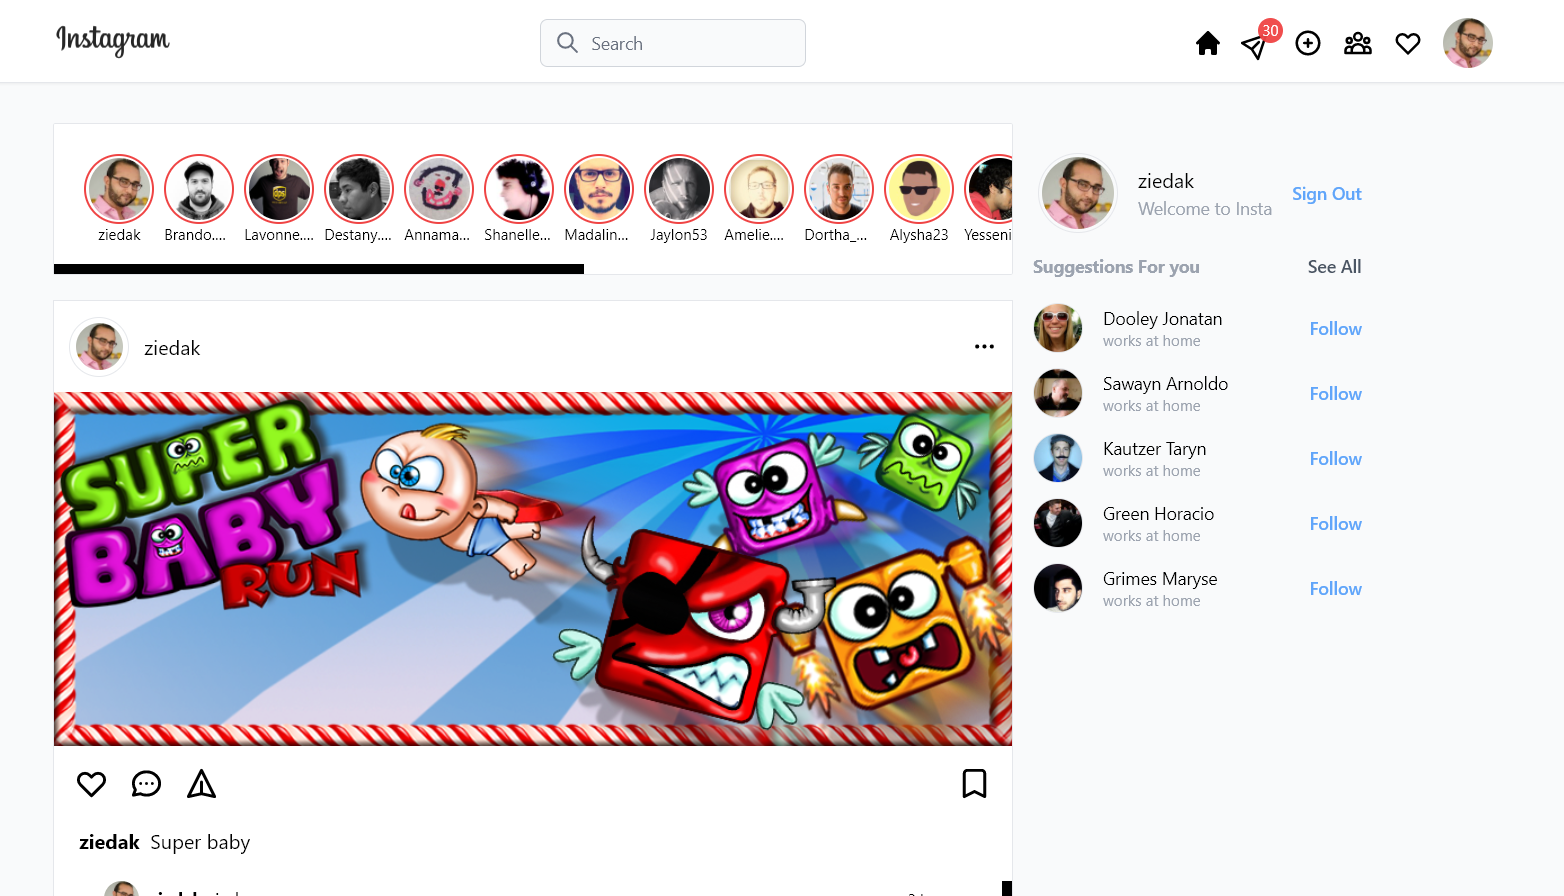 Instagram
Search
30
ziedak
Brando....
Lavonne....
Destany....
Annama...
Shanelle...
Madalin...
Jaylon53
Amelie....
Dortha_...
Alysha23
Yesseni
ziedak
Welcome to Insta
Sign Out
Suggestions For you
See All
Dooley Jonatan
works at home
Follow
Sawayn Arnoldo
works at home
Follow
Kautzer Taryn
works at home
Follow
Green Horacio
works at home
Follow
Grimes Maryse
works at home
Follow
ziedak
SUPER
BABY
RUN
ziedak Super baby